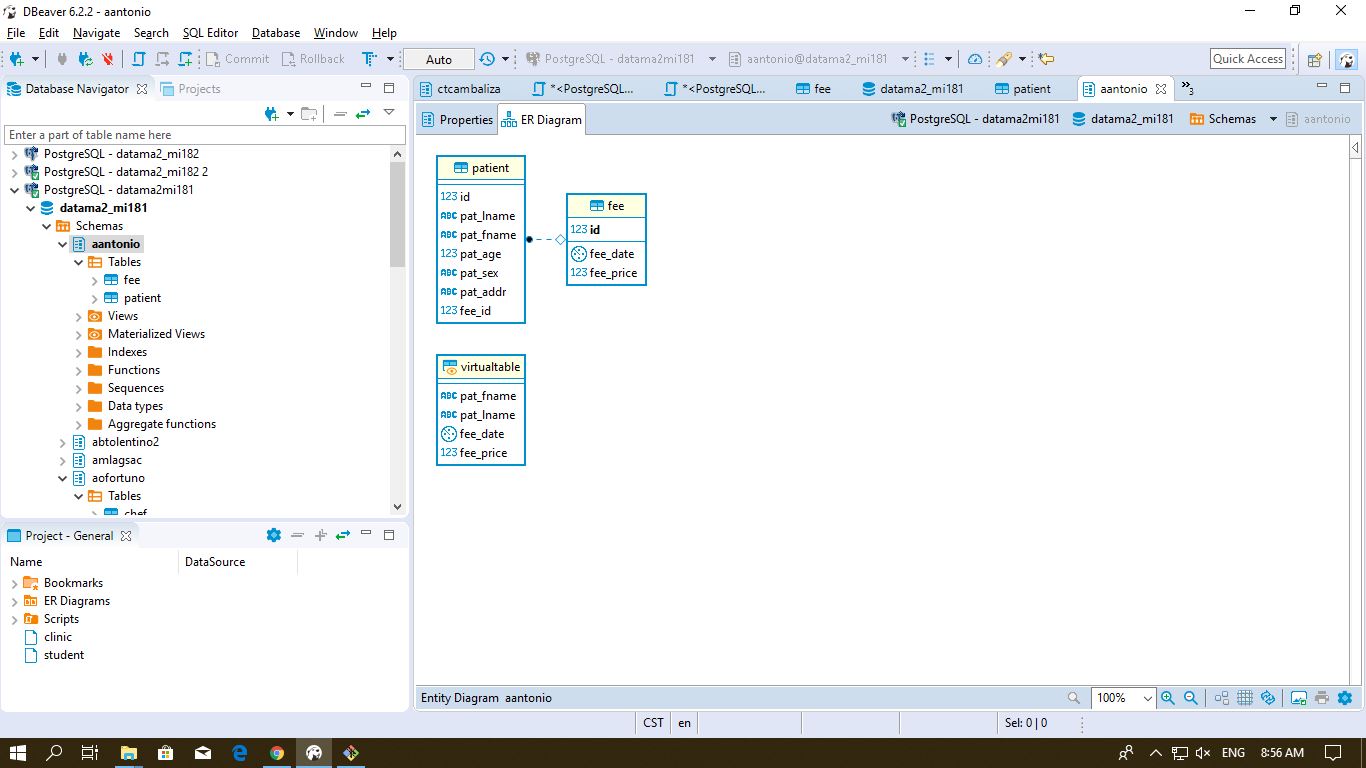 DBeaver 6.2.2 - aantonio
File Edit Navigate Search SQL Editor Database Window Help
Commit Rollback Auto PostgreSQL - datama2mi181 aantonio@datama2_mi181 Quick Access
Database Navigator Projects
Enter a part of table name here
PostgreSQL - datama2_mi182
PostgreSQL - datama2_mi182 2
PostgreSQL - datama2mi181
datama2_mi181
Schemas
aantonio
Tables
fee
patient
Views
Materialized Views
Indexes
Functions
Sequences
Data types
Aggregate functions
abtolentino2
amlagsac
aofortuno
Tables
chef
Project - General
Name DataSource
Bookmarks
ER Diagrams
Scripts
clinic
student
ctcambaliza *<PostgreSQL... *<PostgreSQL... fee datama2_mi181 patient aantonio »3
Properties ER Diagram PostgreSQL - datama2mi181 datama2_mi181 Schemas aantonio
patient
123 id
ABC pat_lname
ABC pat_fname
123 pat_age
ABC pat_sex
ABC pat_addr
123 fee_id
fee
123 id
fee_date
123 fee_price
virtualtable
ABC pat_fname
ABC pat_lname
fee_date
123 fee_price
Entity Diagram aantonio 100%
CST en Sel: 0 | 0
ENG 8:56 AM